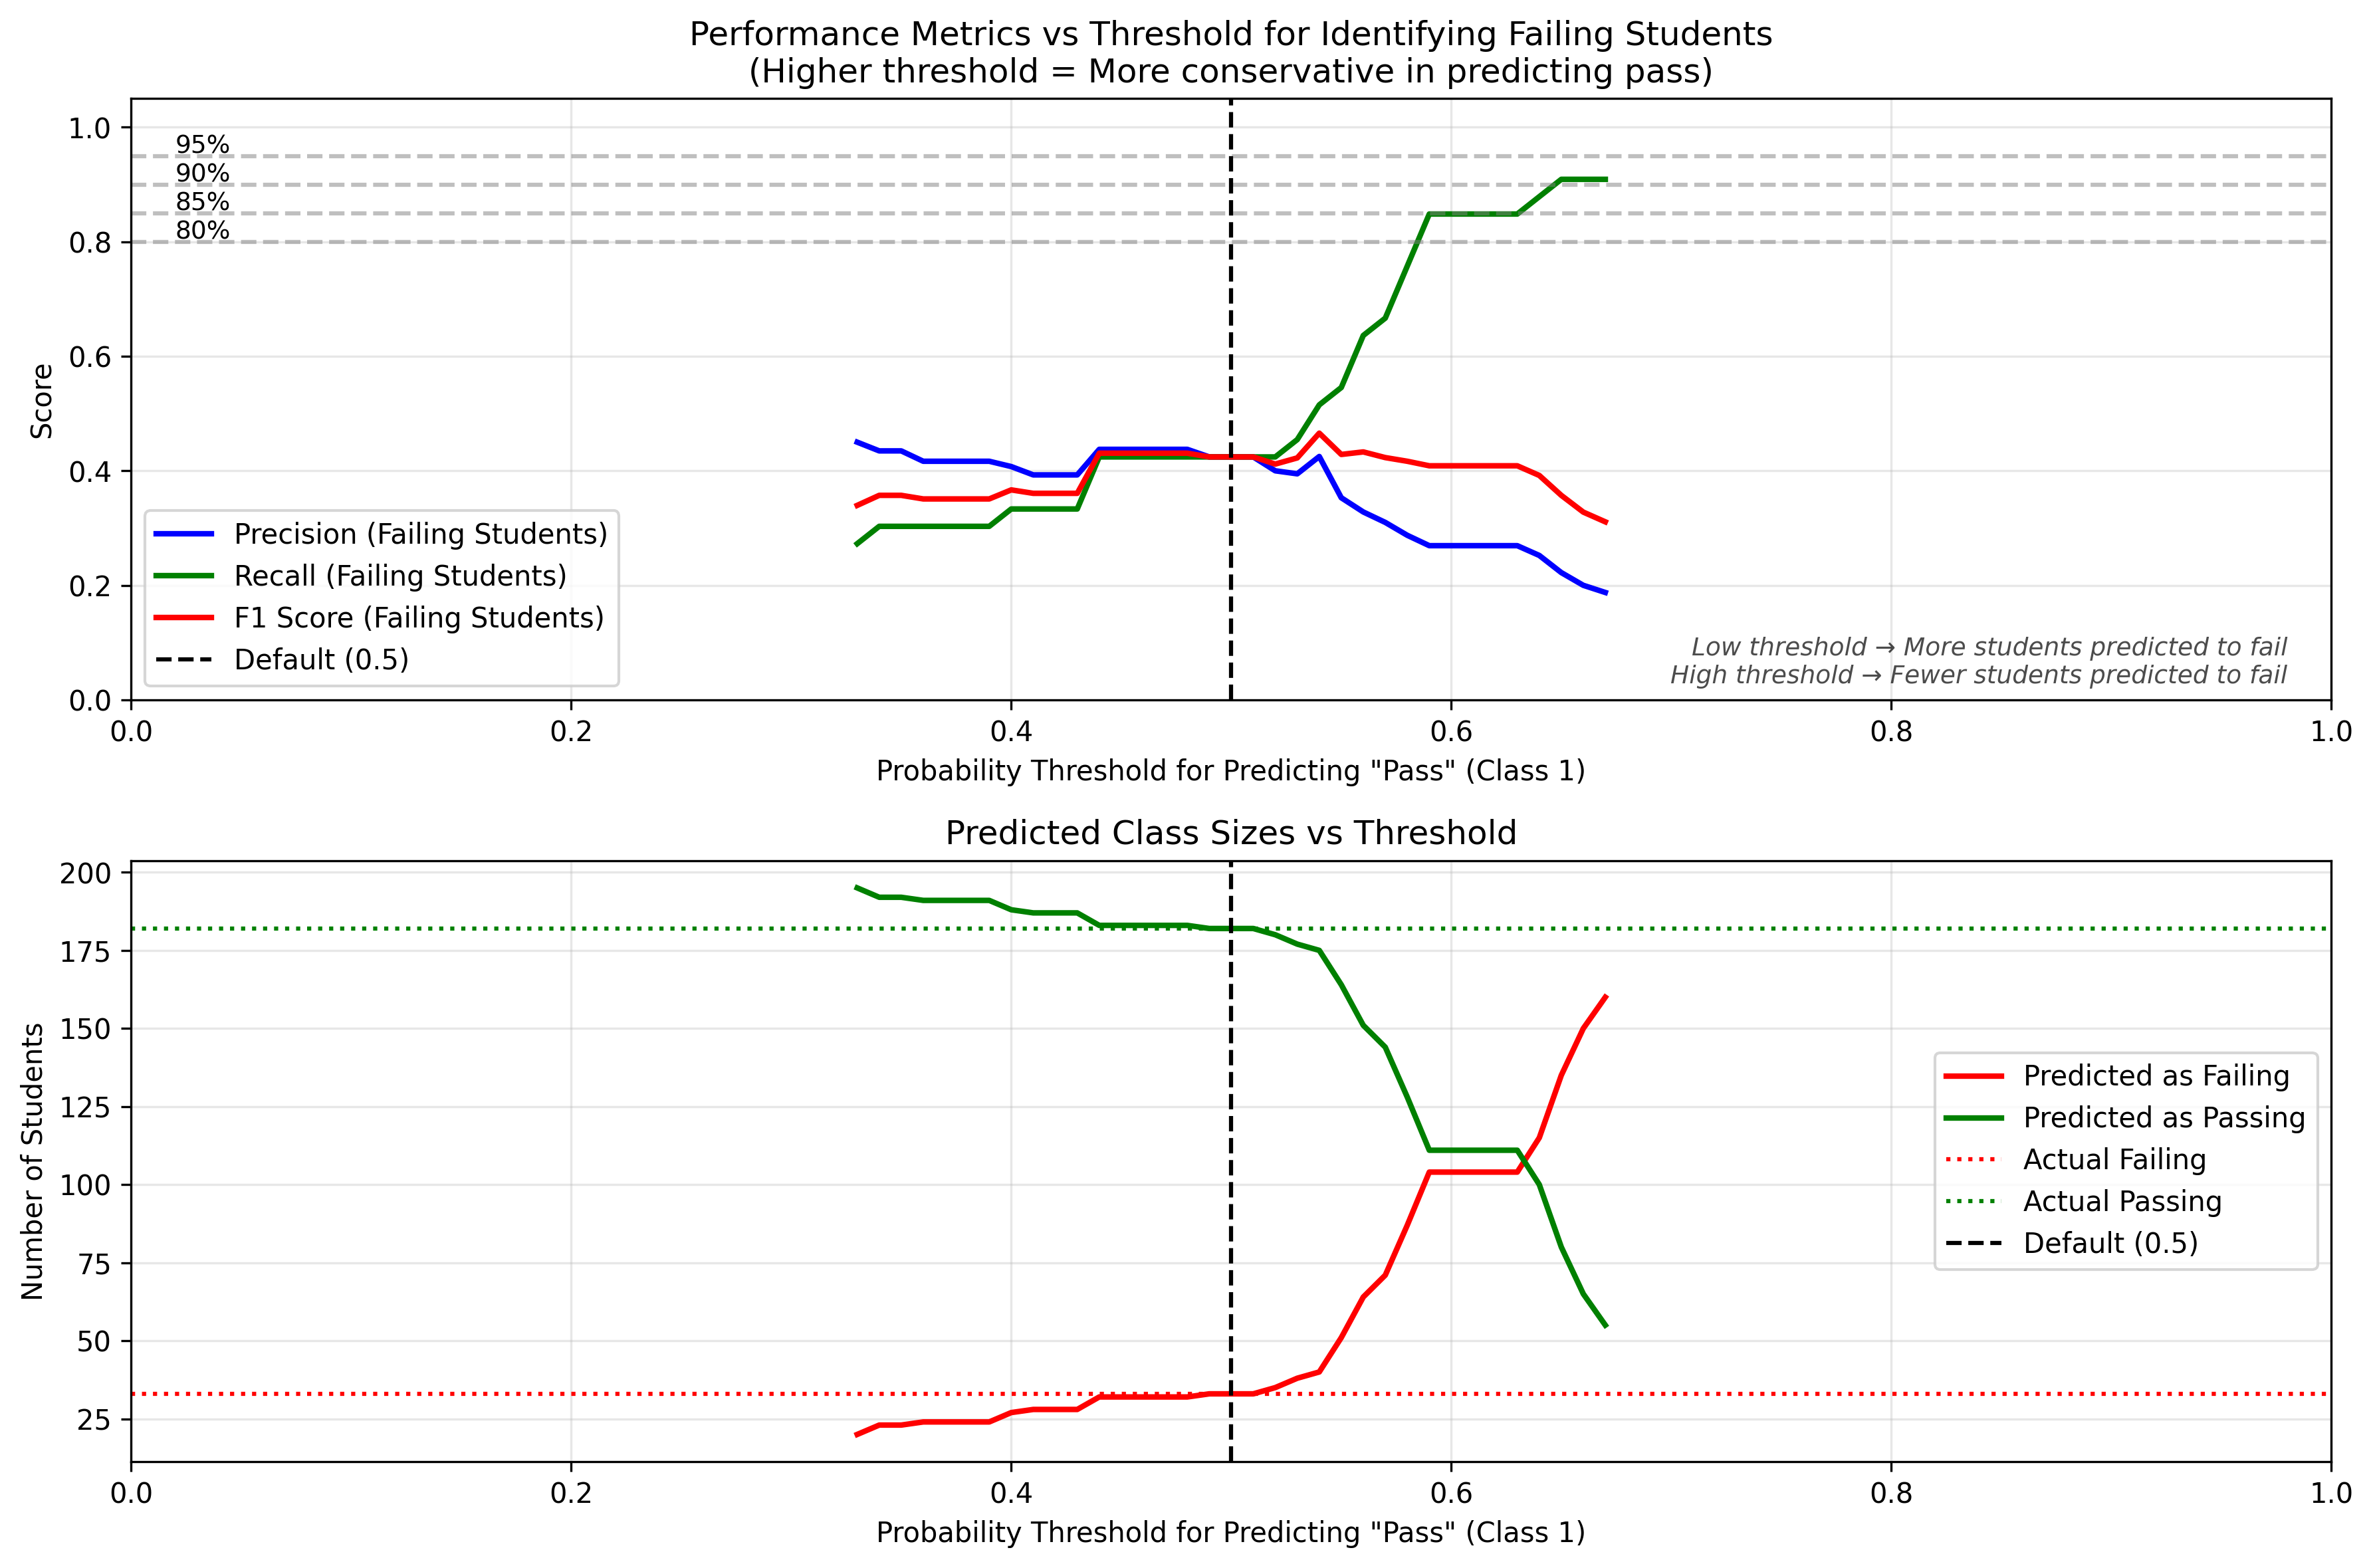 Performance Metrics vs Threshold for Identifying Failing Students
(Higher threshold = More conservative in predicting pass)
1.0
0.8
0.6
0.4
0.2
0.0
Score
95%
90%
85%
80%
Precision (Failing Students)
Recall (Failing Students)
F1 Score (Failing Students)
Default (0.5)
Low threshold → More students predicted to fail
High threshold → Fewer students predicted to fail
0.0 0.2 0.4 0.6 0.8 1.0
Probability Threshold for Predicting "Pass" (Class 1)
Predicted Class Sizes vs Threshold
200
175
150
125
100
75
50
25
Number of Students
Predicted as Failing
Predicted as Passing
Actual Failing
Actual Passing
Default (0.5)
0.0 0.2 0.4 0.6 0.8 1.0
Probability Threshold for Predicting "Pass" (Class 1)